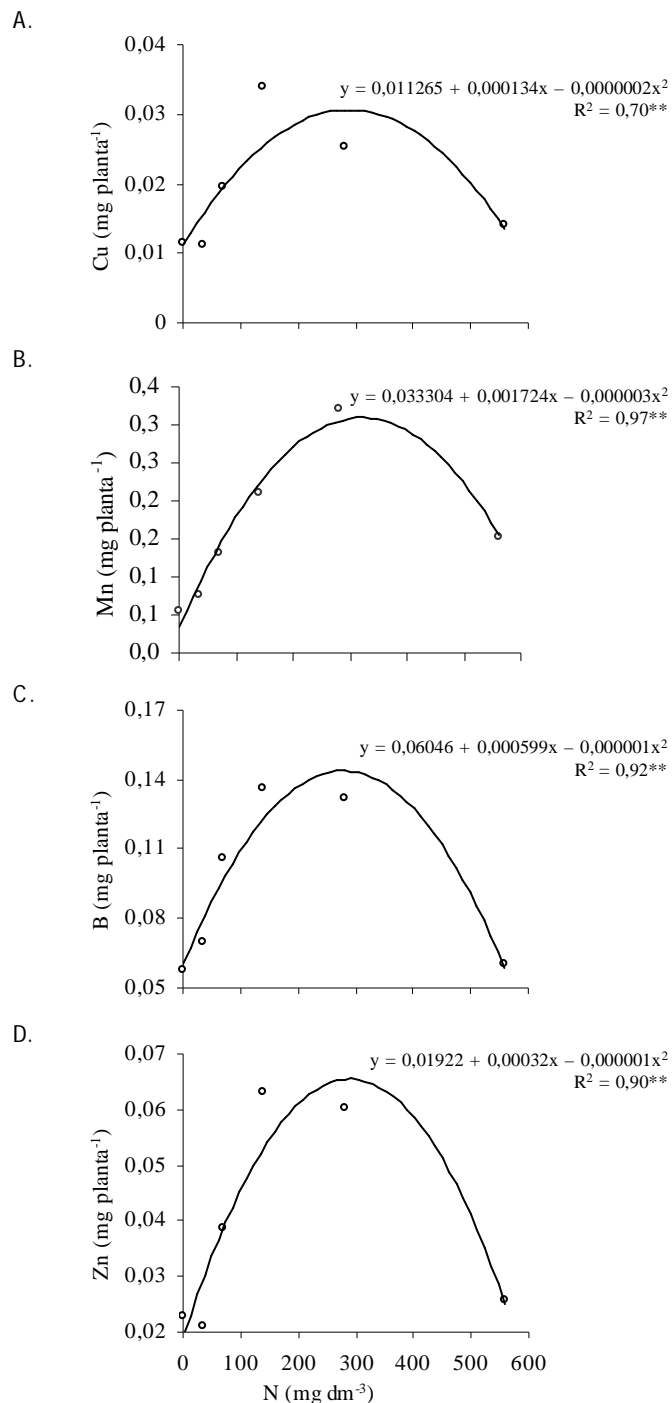 A.
0,04
0,03
0,02
0,01
0
Cu (mg planta⁻¹)
y = 0,011265 + 0,000134x – 0,0000002x²
R² = 0,70**
B.
0,4
0,3
0,3
0,2
0,2
0,1
0,1
0,0
Mn (mg planta⁻¹)
y = 0,033304 + 0,001724x – 0,000003x²
R² = 0,97**
C.
0,17
0,14
0,11
0,08
0,05
B (mg planta⁻¹)
y = 0,06046 + 0,000599x – 0,000001x²
R² = 0,92**
D.
0,07
0,06
0,05
0,04
0,03
0,02
Zn (mg planta⁻¹)
y = 0,01922 + 0,00032x – 0,000001x²
R² = 0,90**
0 100 200 300 400 500 600
N (mg dm⁻³)